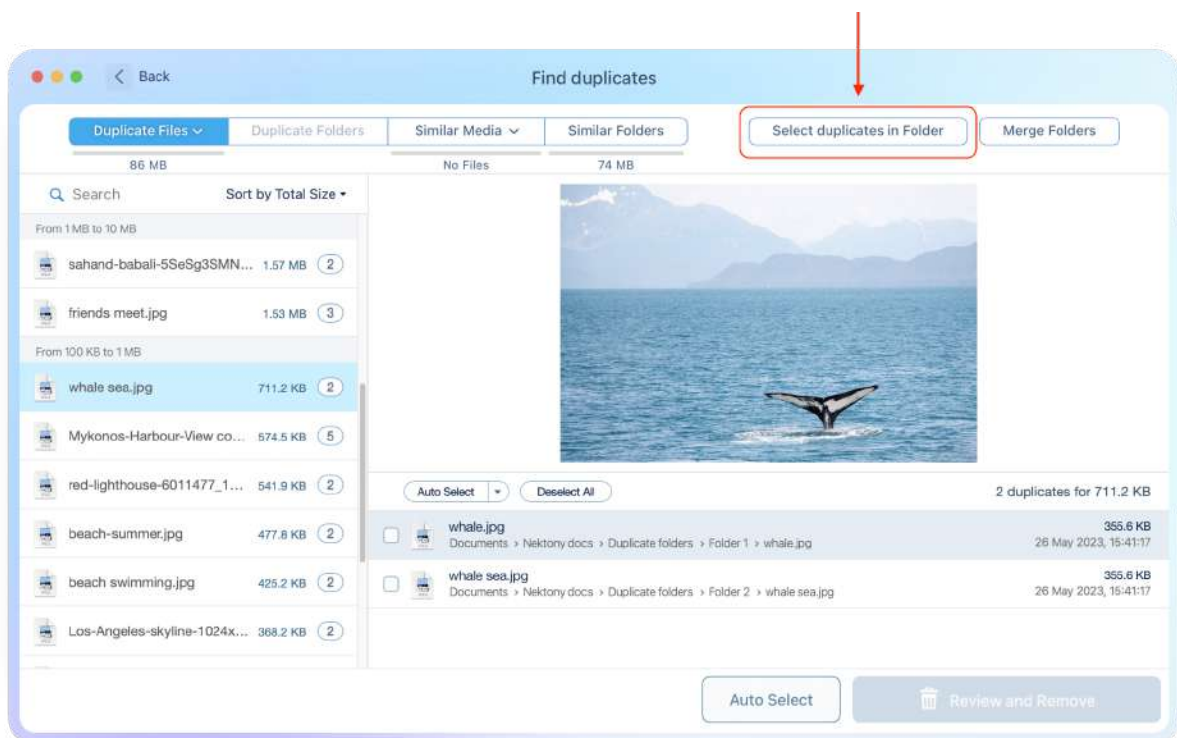 Back
Find duplicates
Duplicate Files
Duplicate Folders
Similar Media
Similar Folders
Select duplicates in Folder
Merge Folders
86 MB
No Files
74 MB
Search
Sort by Total Size
From 1 MB to 10 MB
sahand-babali-5SeSg3SMN... 1.57 MB 2
friends meet.jpg 1.53 MB 3
From 100 KB to 1 MB
whale sea.jpg 711.2 KB 2
Mykonos-Harbour-View co... 574.5 KB 5
red-lighthouse-6011477_1... 541.9 KB 2
beach-summer.jpg 477.8 KB 2
beach swimming.jpg 425.2 KB 2
Los-Angeles-skyline-1024x... 368.2 KB 2
Auto Select
Deselect All
2 duplicates for 711.2 KB
whale.jpg 355.6 KB
Documents › Nektony docs › Duplicate folders › Folder 1 › whale.jpg 26 May 2023, 15:41:17
whale sea.jpg 355.6 KB
Documents › Nektony docs › Duplicate folders › Folder 2 › whale sea.jpg 26 May 2023, 15:41:17
Auto Select
Review and Remove